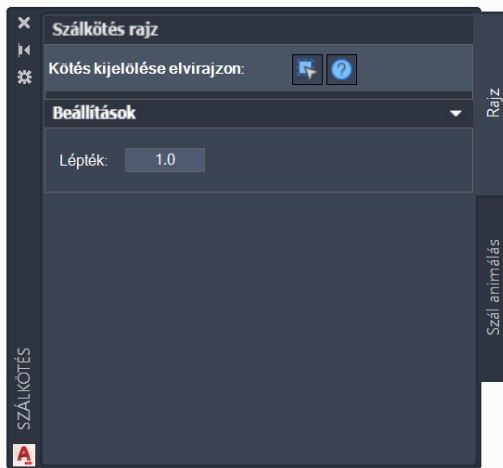 Szálkötés rajz
Kötés kijelölése elvirajzon:
?
Beállítások
Lépték: 1.0
Rajz
Szál animálás
SZÁLKÖTÉS
A